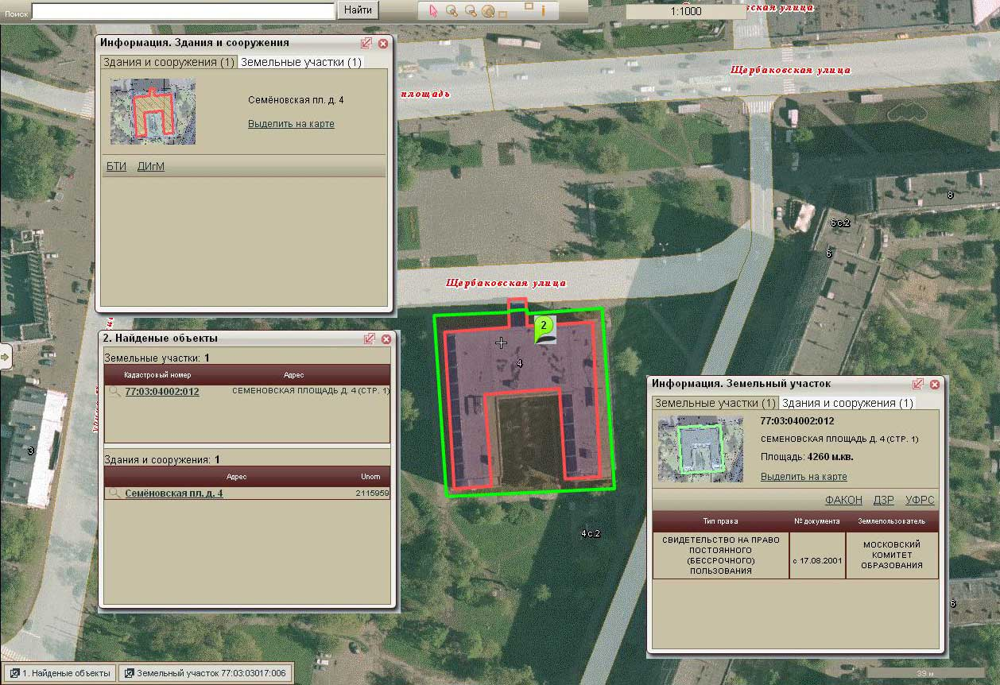 Поиск
Найти
1:1000
ская улица
Щербаковская улица
площадь
Информация. Здания и сооружения
Здания и сооружения (1) Земельные участки (1)
Семёновская пл. д. 4
Выделить на карте
БТИ ДИгМ
8
6 с.2
6
Щербаковская улица
2
4
2. Найденые объекты
Земельные участки: 1
Кадастровый номер Адрес
77:03:04002:012 СЕМЕНОВСКАЯ ПЛОЩАДЬ Д. 4 (СТР. 1)
Здания и сооружения: 1
Адрес Unom
Семёновская пл. д. 4 2115959
3
4 с.2
Информация. Земельный участок
Земельные участки (1) Здания и сооружения (1)
77:03:04002:012
СЕМЕНОВСКАЯ ПЛОЩАДЬ Д. 4 (СТР. 1)
Площадь: 4260 м.кв.
Выделить на карте
ФАКОН ДЗР УФРС
Тип права № документа Землепользователь
СВИДЕТЕЛЬСТВО НА ПРАВО
ПОСТОЯННОГО
(БЕССРОЧНОГО)
ПОЛЬЗОВАНИЯ
с 17.08.2001
МОСКОВСКИЙ
КОМИТЕТ
ОБРАЗОВАНИЯ
6
1. Найденые объекты
Земельный участок 77:03:03017:006
39 м